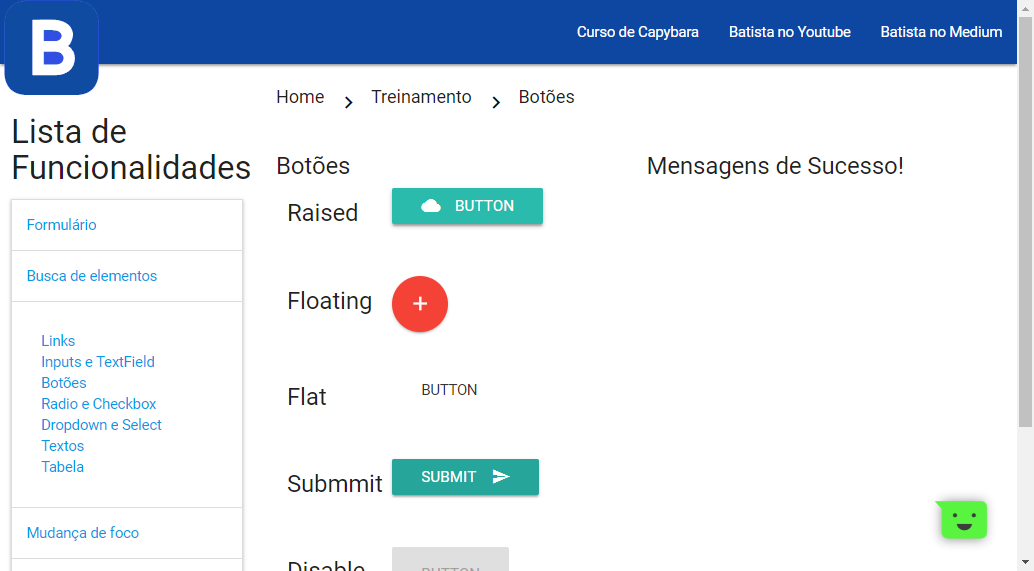 B
Curso de Capybara
Batista no Youtube
Batista no Medium
Home
Treinamento
Botões
Lista de
Funcionalidades
Formulário
Busca de elementos
Links
Inputs e TextField
Botões
Radio e Checkbox
Dropdown e Select
Textos
Tabela
Mudança de foco
Botões
Mensagens de Sucesso!
Raised
BUTTON
Floating
+
Flat
BUTTON
Submmit
SUBMIT
Disable
BUTTON